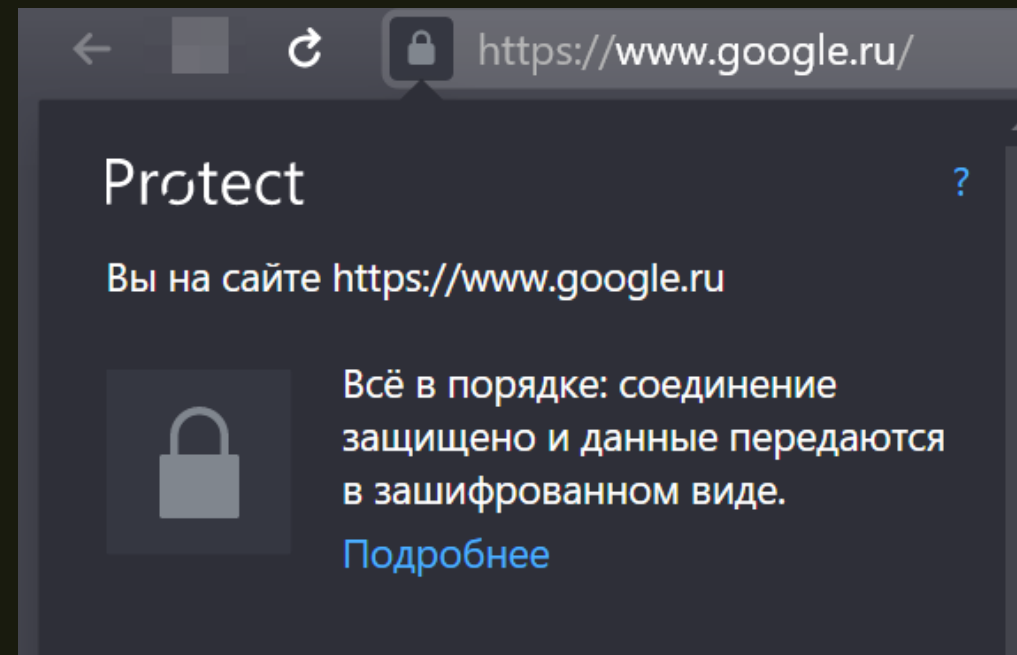 https://www.google.ru/
Protect
?
Вы на сайте https://www.google.ru
Всё в порядке: соединение
защищено и данные передаются
в зашифрованном виде.
Подробнее